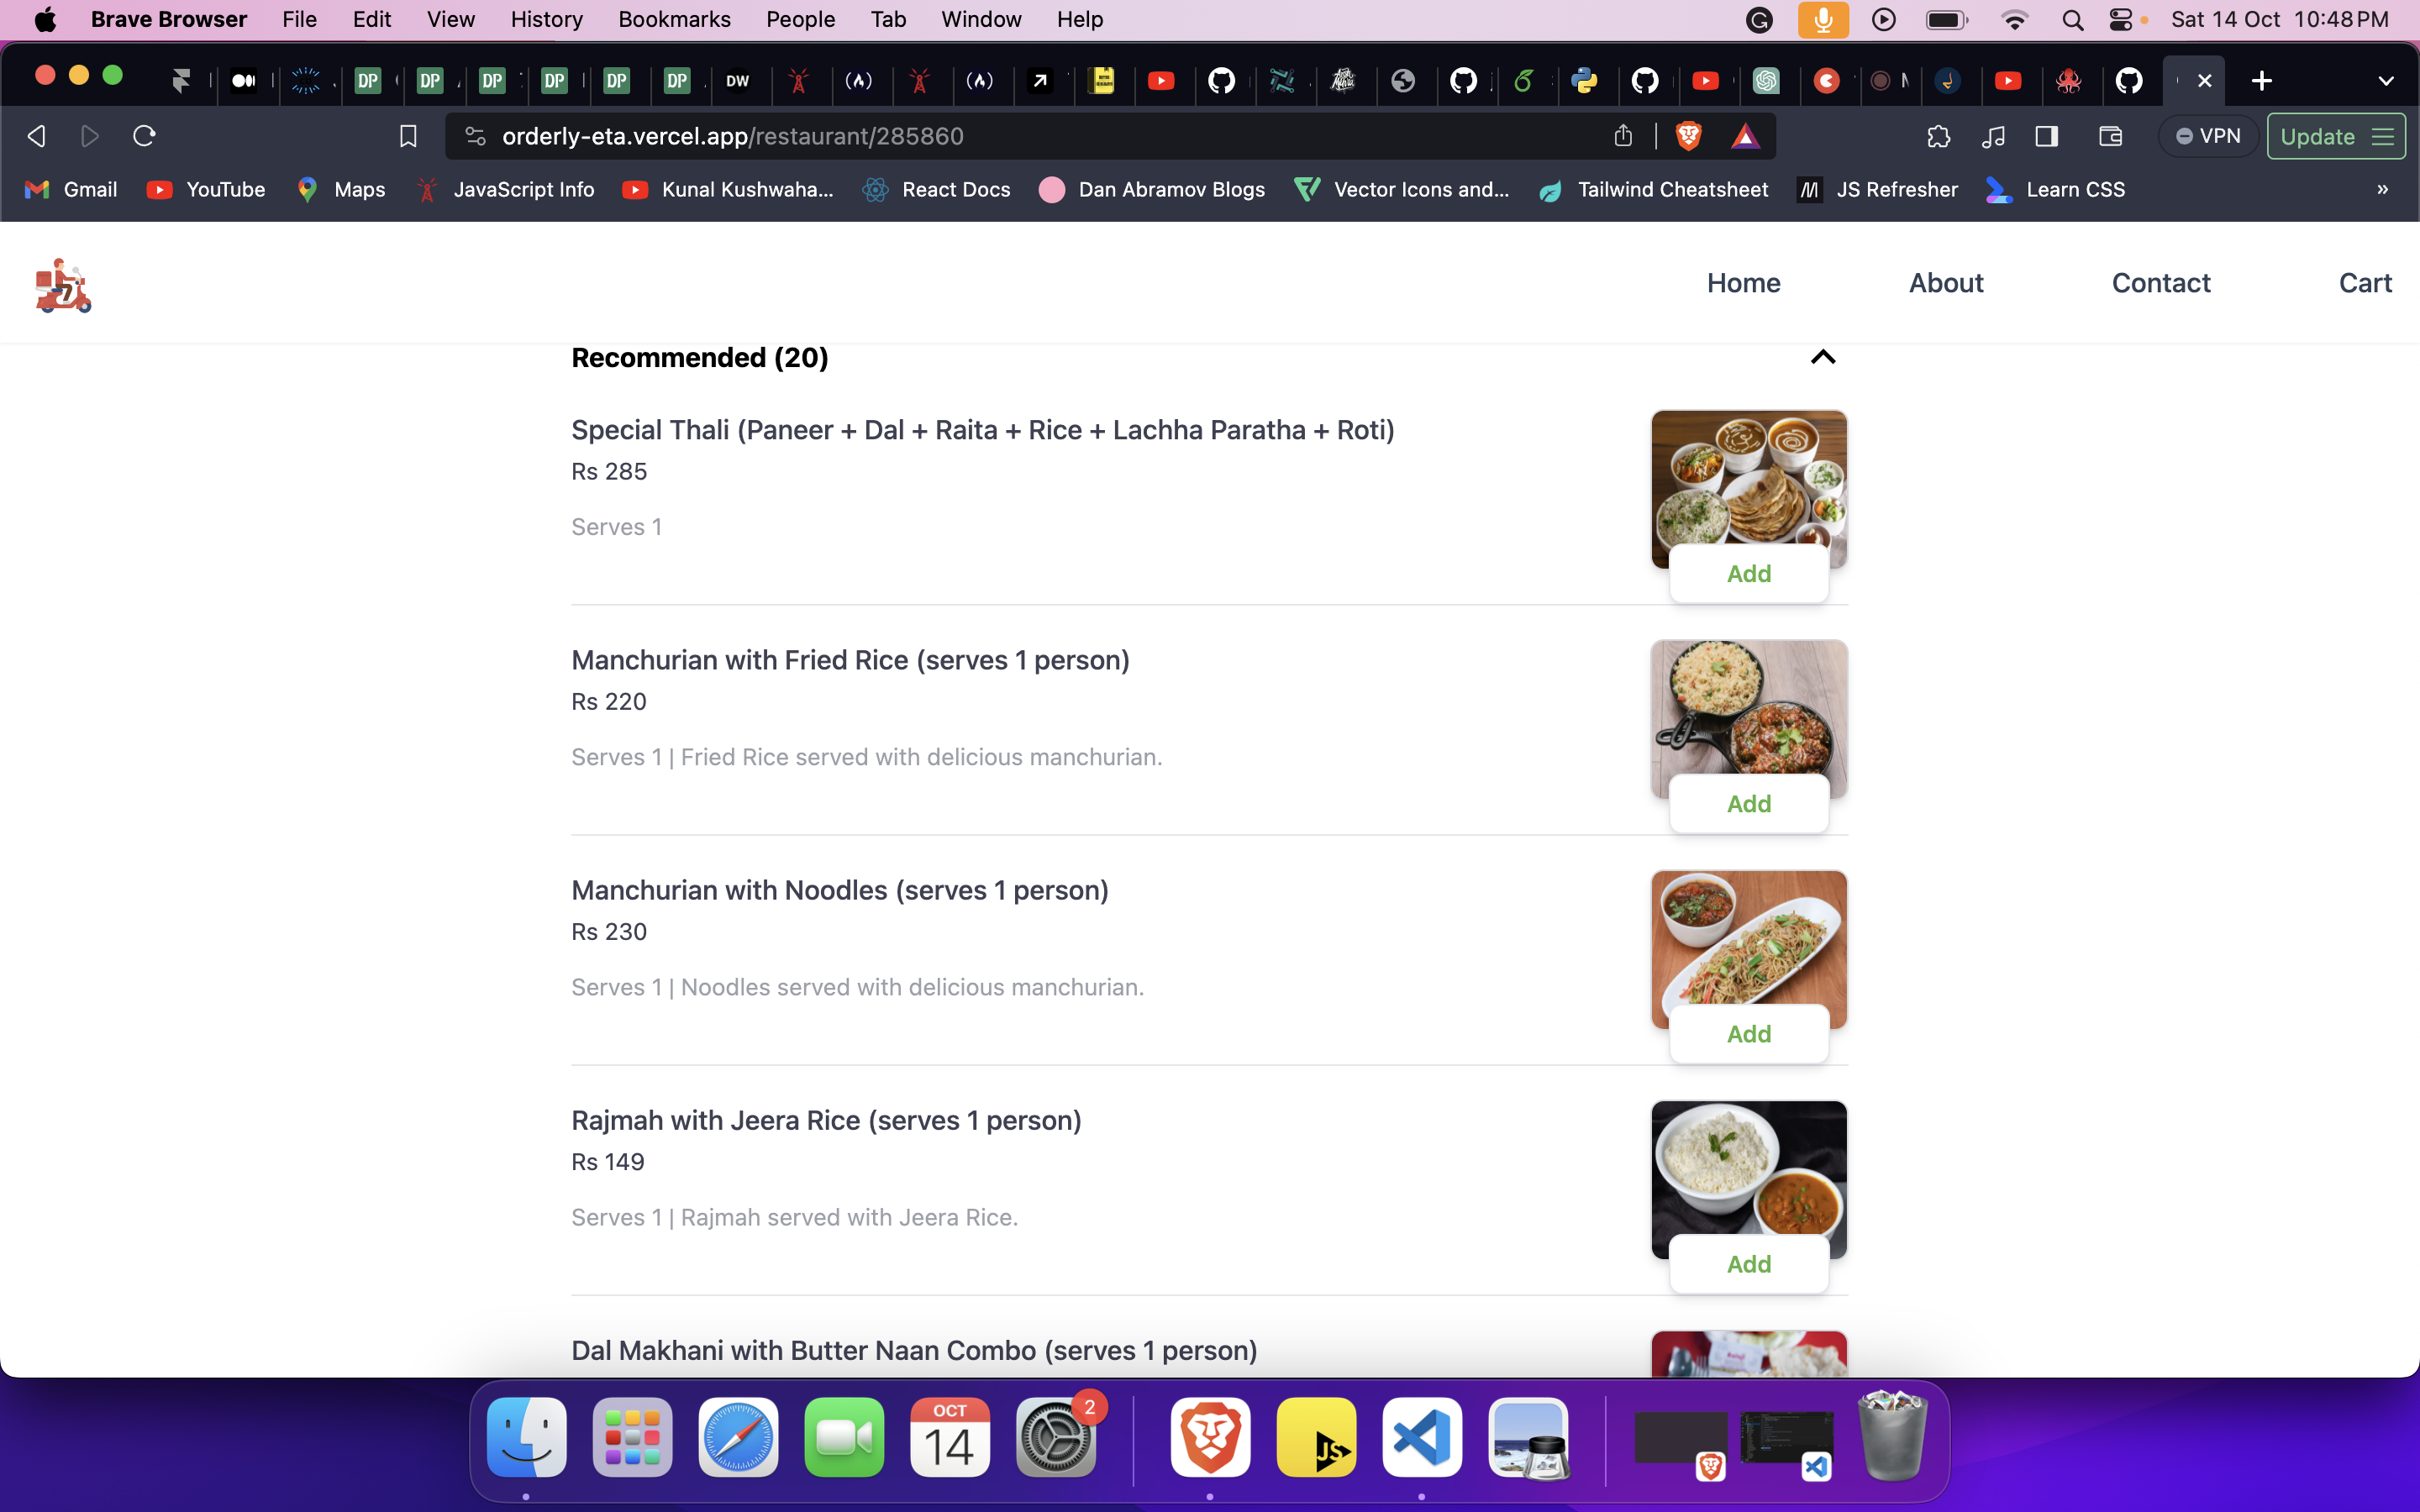 Brave Browser File Edit View History Bookmarks People Tab Window Help Sat 14 Oct 10:48 PM
DP DP DP DP DP DP DW
orderly-eta.vercel.app/restaurant/285860 VPN Update
Gmail YouTube Maps JavaScript Info Kunal Kushwaha... React Docs Dan Abramov Blogs Vector Icons and... Tailwind Cheatsheet JS Refresher Learn CSS »
Home About Contact Cart
Recommended (20)
Special Thali (Paneer + Dal + Raita + Rice + Lachha Paratha + Roti)
Rs 285
Serves 1
Add
Manchurian with Fried Rice (serves 1 person)
Rs 220
Serves 1 | Fried Rice served with delicious manchurian.
Add
Manchurian with Noodles (serves 1 person)
Rs 230
Serves 1 | Noodles served with delicious manchurian.
Add
Rajmah with Jeera Rice (serves 1 person)
Rs 149
Serves 1 | Rajmah served with Jeera Rice.
Add
Dal Makhani with Butter Naan Combo (serves 1 person)
OCT
14
2
JS